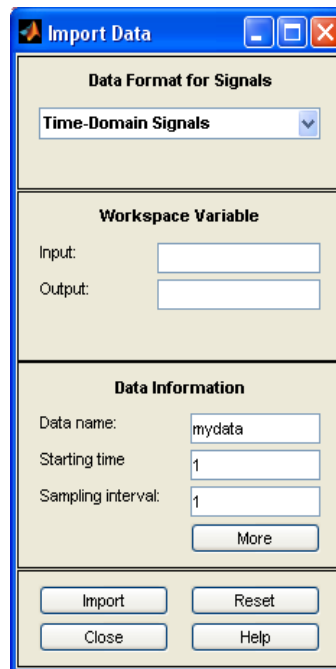 Import Data
Data Format for Signals
Time-Domain Signals
Workspace Variable
Input:
Output:
Data Information
Data name: mydata
Starting time 1
Sampling interval: 1
More
Import Reset
Close Help